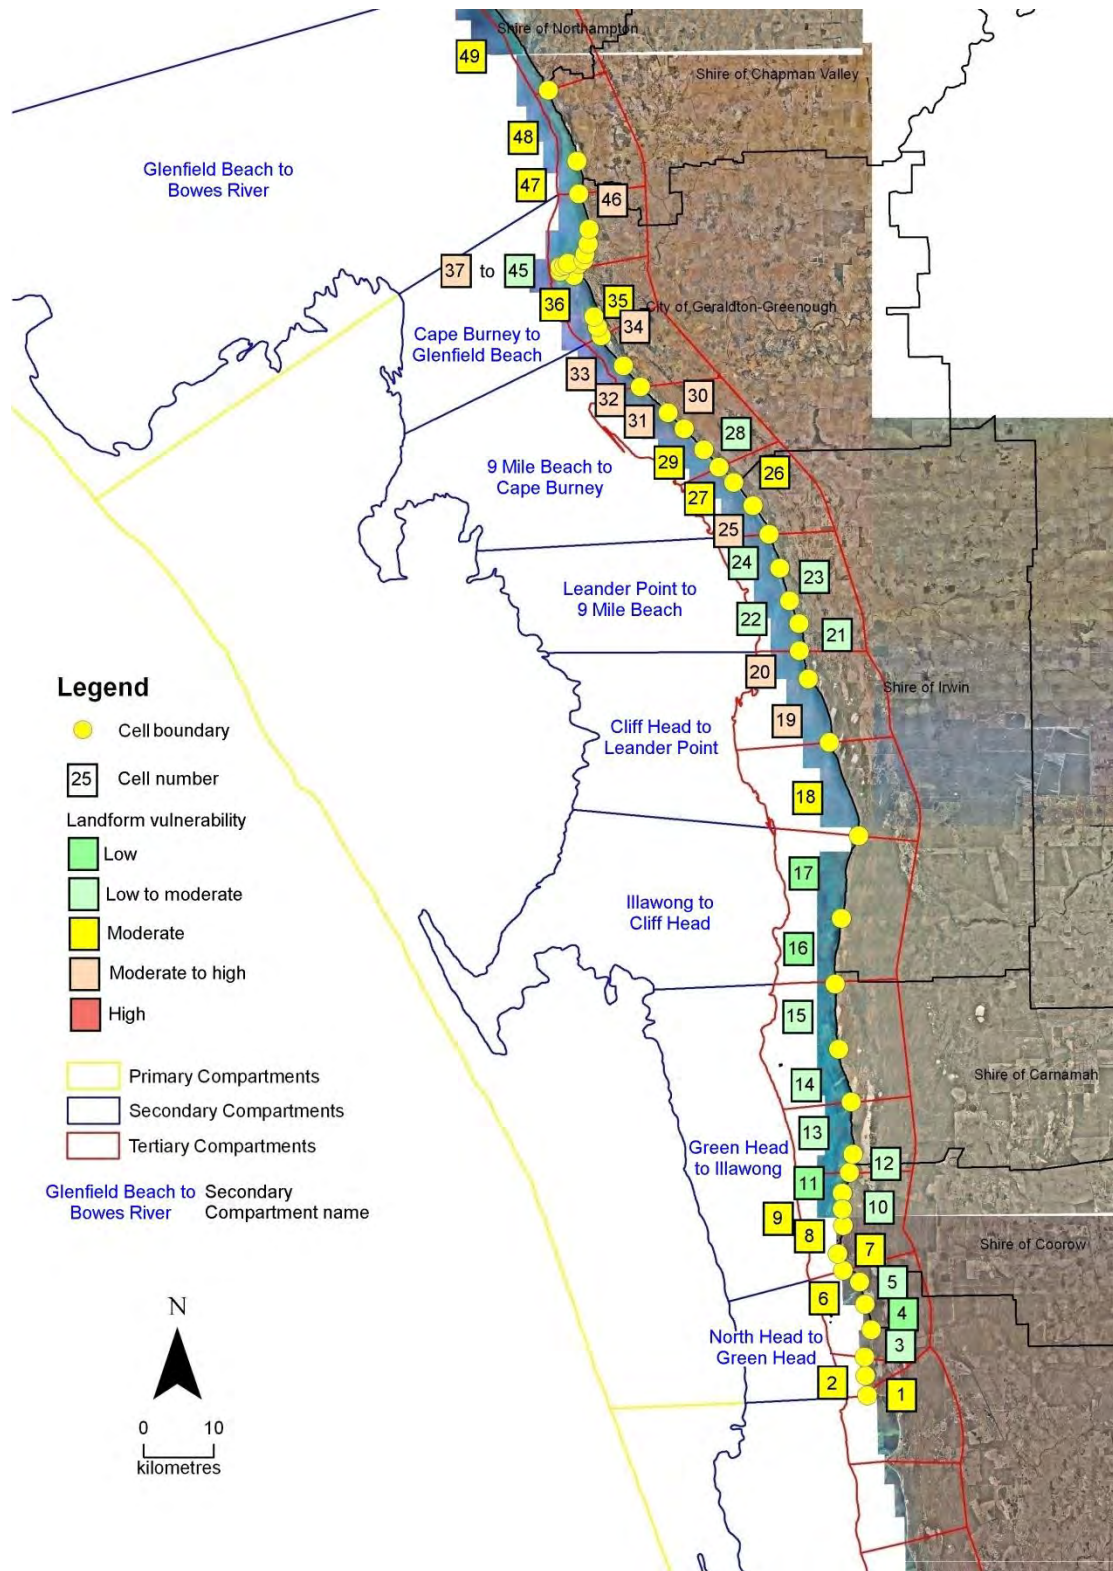 Shire of Northampton
49
Shire of Chapman Valley
48
Glenfield Beach to
Bowes River
47
46
37 to 45
36
35
City of Geraldton-Greenough
34
Cape Burney to
Glenfield Beach
33
32
30
31
28
29
9 Mile Beach to
Cape Burney
26
27
25
24
23
Leander Point to
9 Mile Beach
22
21
20
Shire of Irwin
Legend
Cell boundary
19
Cliff Head to
Leander Point
25 Cell number
18
Landform vulnerability
Low
Low to moderate
17
Illawong to
Cliff Head
Moderate
16
Moderate to high
High
15
Primary Compartments
Shire of Carnamah
14
Secondary Compartments
13
Tertiary Compartments
Green Head
to Illawong
12
11
Glenfield Beach to
Bowes River
Secondary
Compartment name
10
9
8
7
Shire of Coorow
5
6
4
N
North Head to
Green Head
3
2
1
0 10
kilometres